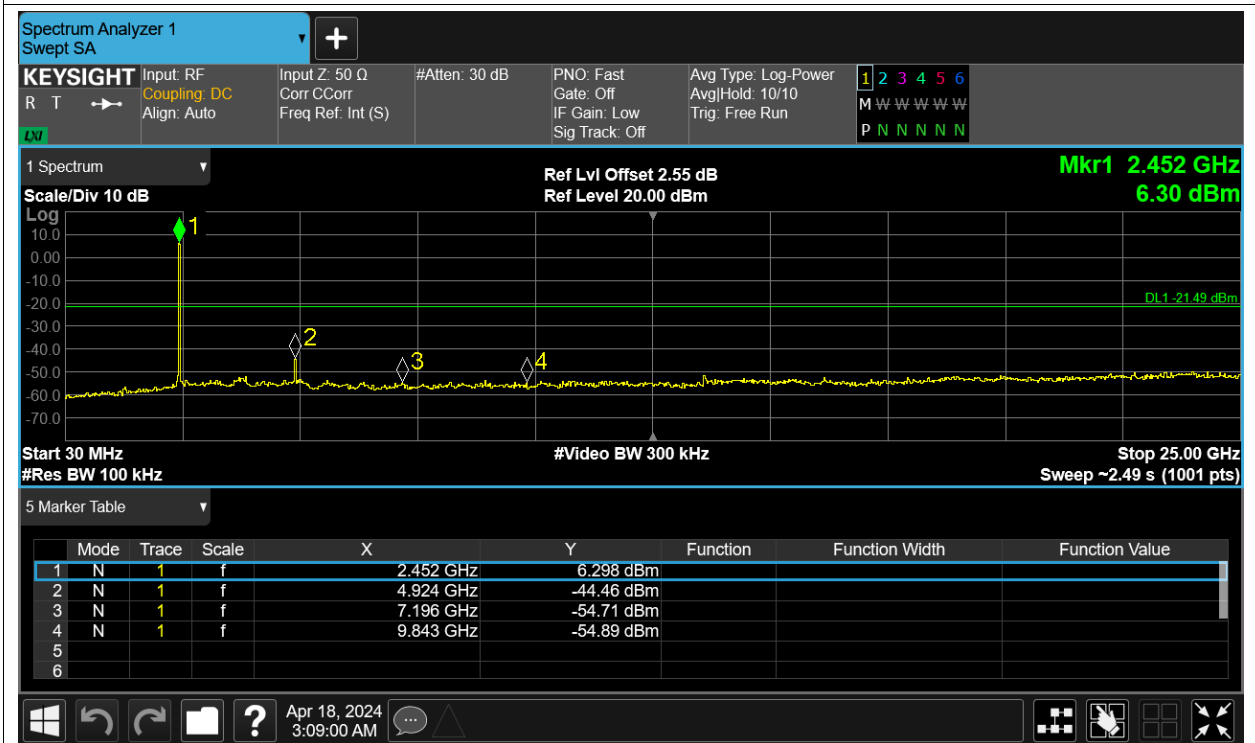 Spectrum Analyzer 1
Swept SA
KEYSIGHT
R T
LXI
Input: RF
Coupling: DC
Align: Auto
Input Z: 50 Ω
Corr CCorr
Freq Ref: Int (S)
#Atten: 30 dB
PNO: Fast
Gate: Off
IF Gain: Low
Sig Track: Off
Avg Type: Log-Power
Avg|Hold: 10/10
Trig: Free Run
1 2 3 4 5 6
M W W W W W
P N N N N N
1 Spectrum
Scale/Div 10 dB
Ref Lvl Offset 2.55 dB
Ref Level 20.00 dBm
Mkr1 2.452 GHz
6.30 dBm
Log
10.0
0.00
-10.0
-20.0
-30.0
-40.0
-50.0
-60.0
-70.0
1
2
3
4
DL1 -21.49 dBm
Start 30 MHz
#Video BW 300 kHz
Stop 25.00 GHz
#Res BW 100 kHz
Sweep ~2.49 s (1001 pts)
5 Marker Table
Mode Trace Scale X Y Function Function Width Function Value
1 N 1 f 2.452 GHz 6.298 dBm
2 N 1 f 4.924 GHz -44.46 dBm
3 N 1 f 7.196 GHz -54.71 dBm
4 N 1 f 9.843 GHz -54.89 dBm
5
6
?
Apr 18, 2024
3:09:00 AM